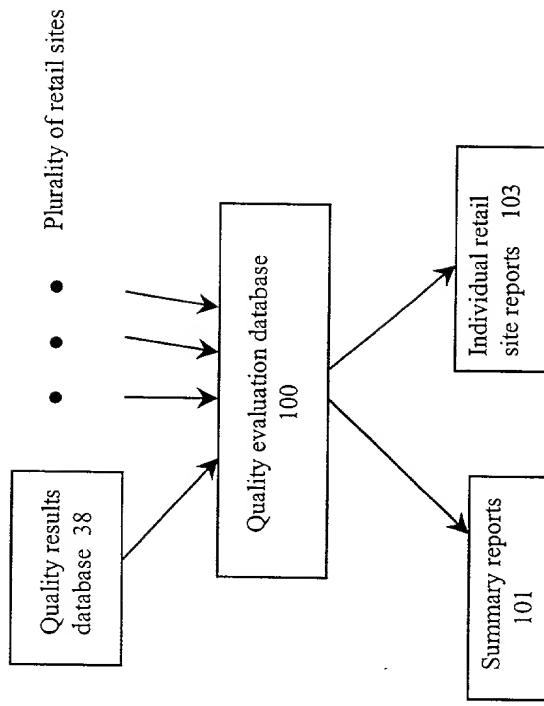 Plurality of retail sites
Quality results
database 38
Quality evaluation database
100
Summary reports
101
Individual retail
site reports 103